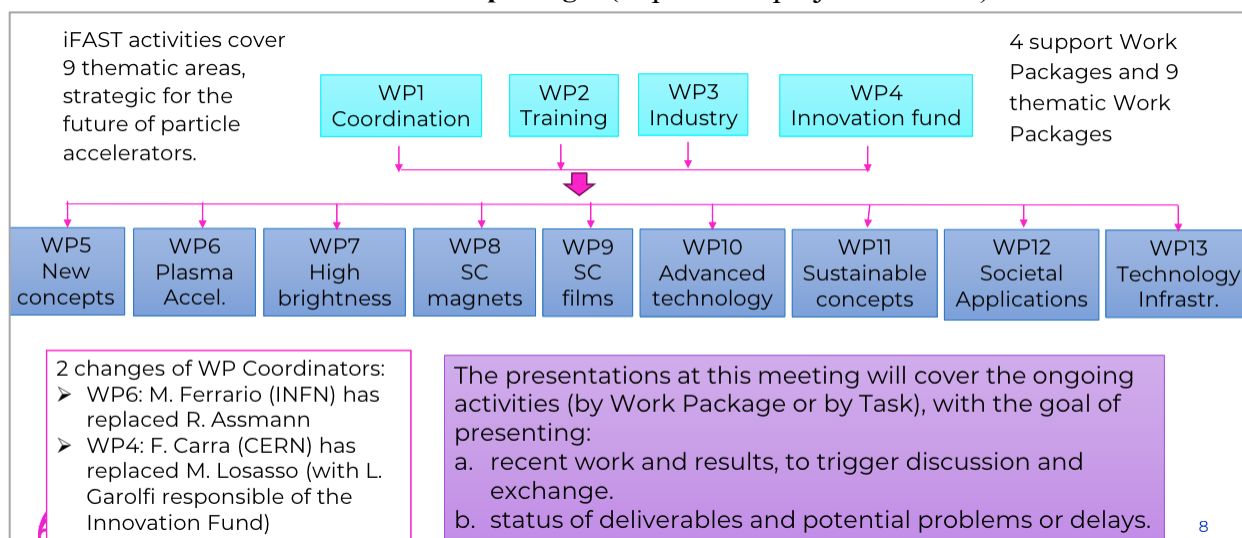 iFAST activities cover
9 thematic areas,
strategic for the
future of particle
accelerators.
4 support Work
Packages and 9
thematic Work
Packages
WP1
Coordination
WP2
Training
WP3
Industry
WP4
Innovation fund
WP5
New
concepts
WP6
Plasma
Accel.
WP7
High
brightness
WP8
SC
magnets
WP9
SC
films
WP10
Advanced
technology
WP11
Sustainable
concepts
WP12
Societal
Applications
WP13
Technology
Infrastr.
2 changes of WP Coordinators:
➢ WP6: M. Ferrario (INFN) has
replaced R. Assmann
➢ WP4: F. Carra (CERN) has
replaced M. Losasso (with L.
Garolfi responsible of the
Innovation Fund)
The presentations at this meeting will cover the ongoing
activities (by Work Package or by Task), with the goal of
presenting:
a. recent work and results, to trigger discussion and
exchange.
b. status of deliverables and potential problems or delays.
8